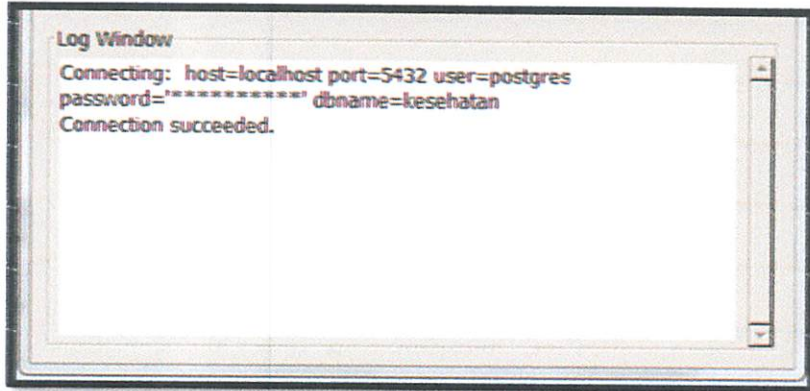 Log Window
Connecting: host=localhost port=5432 user=postgres
password='**********' dbname=kesehatan
Connection succeeded.